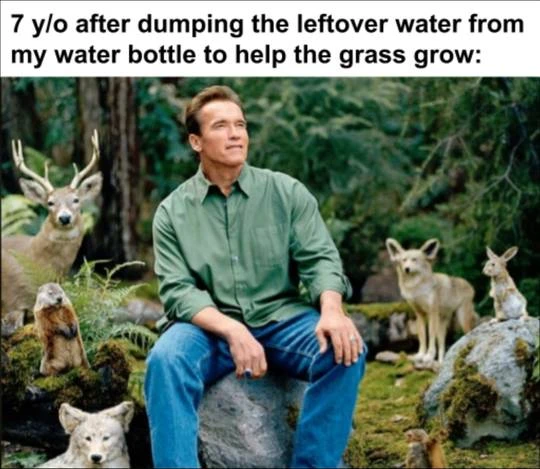 7 y/o after dumping the leftover water from
my water bottle to help the grass grow: